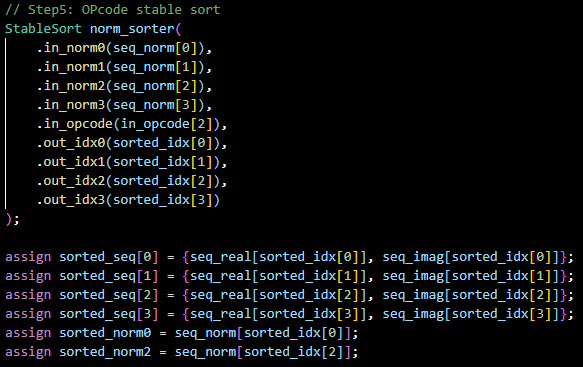 // Step5: OPcode stable sort
StableSort norm_sorter(
    .in_norm0(seq_norm[0]),
    .in_norm1(seq_norm[1]),
    .in_norm2(seq_norm[2]),
    .in_norm3(seq_norm[3]),
    .in_opcode(in_opcode[2]),
    .out_idx0(sorted_idx[0]),
    .out_idx1(sorted_idx[1]),
    .out_idx2(sorted_idx[2]),
    .out_idx3(sorted_idx[3])
);

assign sorted_seq[0] = {seq_real[sorted_idx[0]], seq_imag[sorted_idx[0]]};
assign sorted_seq[1] = {seq_real[sorted_idx[1]], seq_imag[sorted_idx[1]]};
assign sorted_seq[2] = {seq_real[sorted_idx[2]], seq_imag[sorted_idx[2]]};
assign sorted_seq[3] = {seq_real[sorted_idx[3]], seq_imag[sorted_idx[3]]};
assign sorted_norm0 = seq_norm[sorted_idx[0]];
assign sorted_norm2 = seq_norm[sorted_idx[2]];